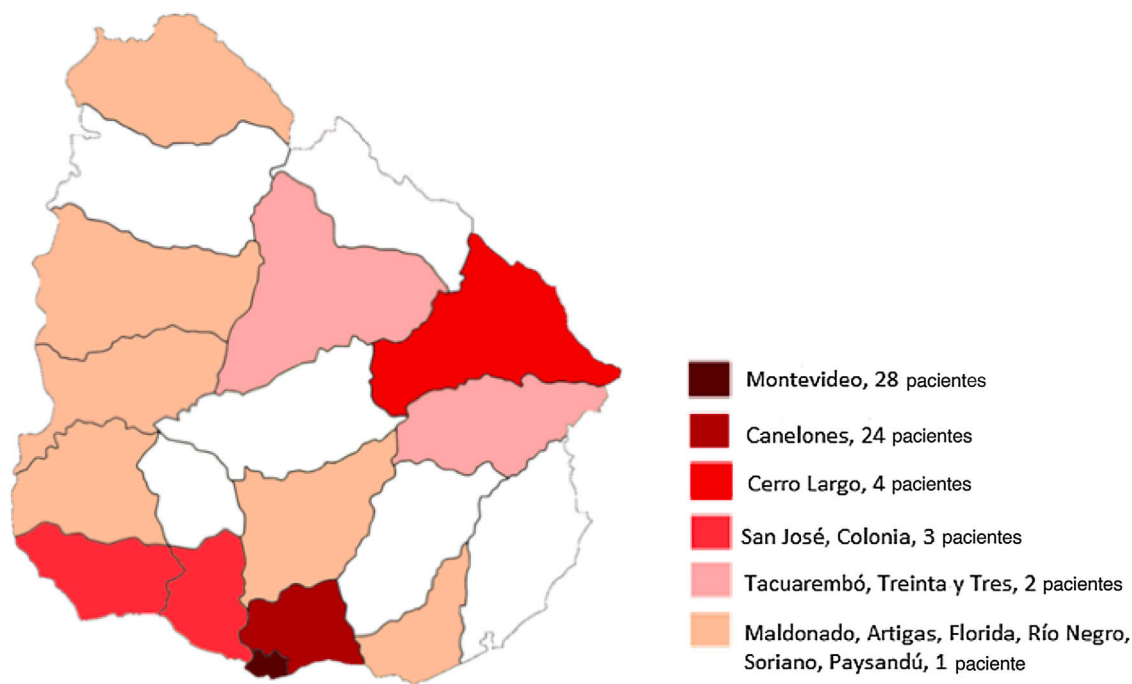 Montevideo, 28 pacientes
Canelones, 24 pacientes
Cerro Largo, 4 pacientes
San José, Colonia, 3 pacientes
Tacuarembó, Treinta y Tres, 2 pacientes
Maldonado, Artigas, Florida, Río Negro,
Soriano, Paysandú, 1 paciente